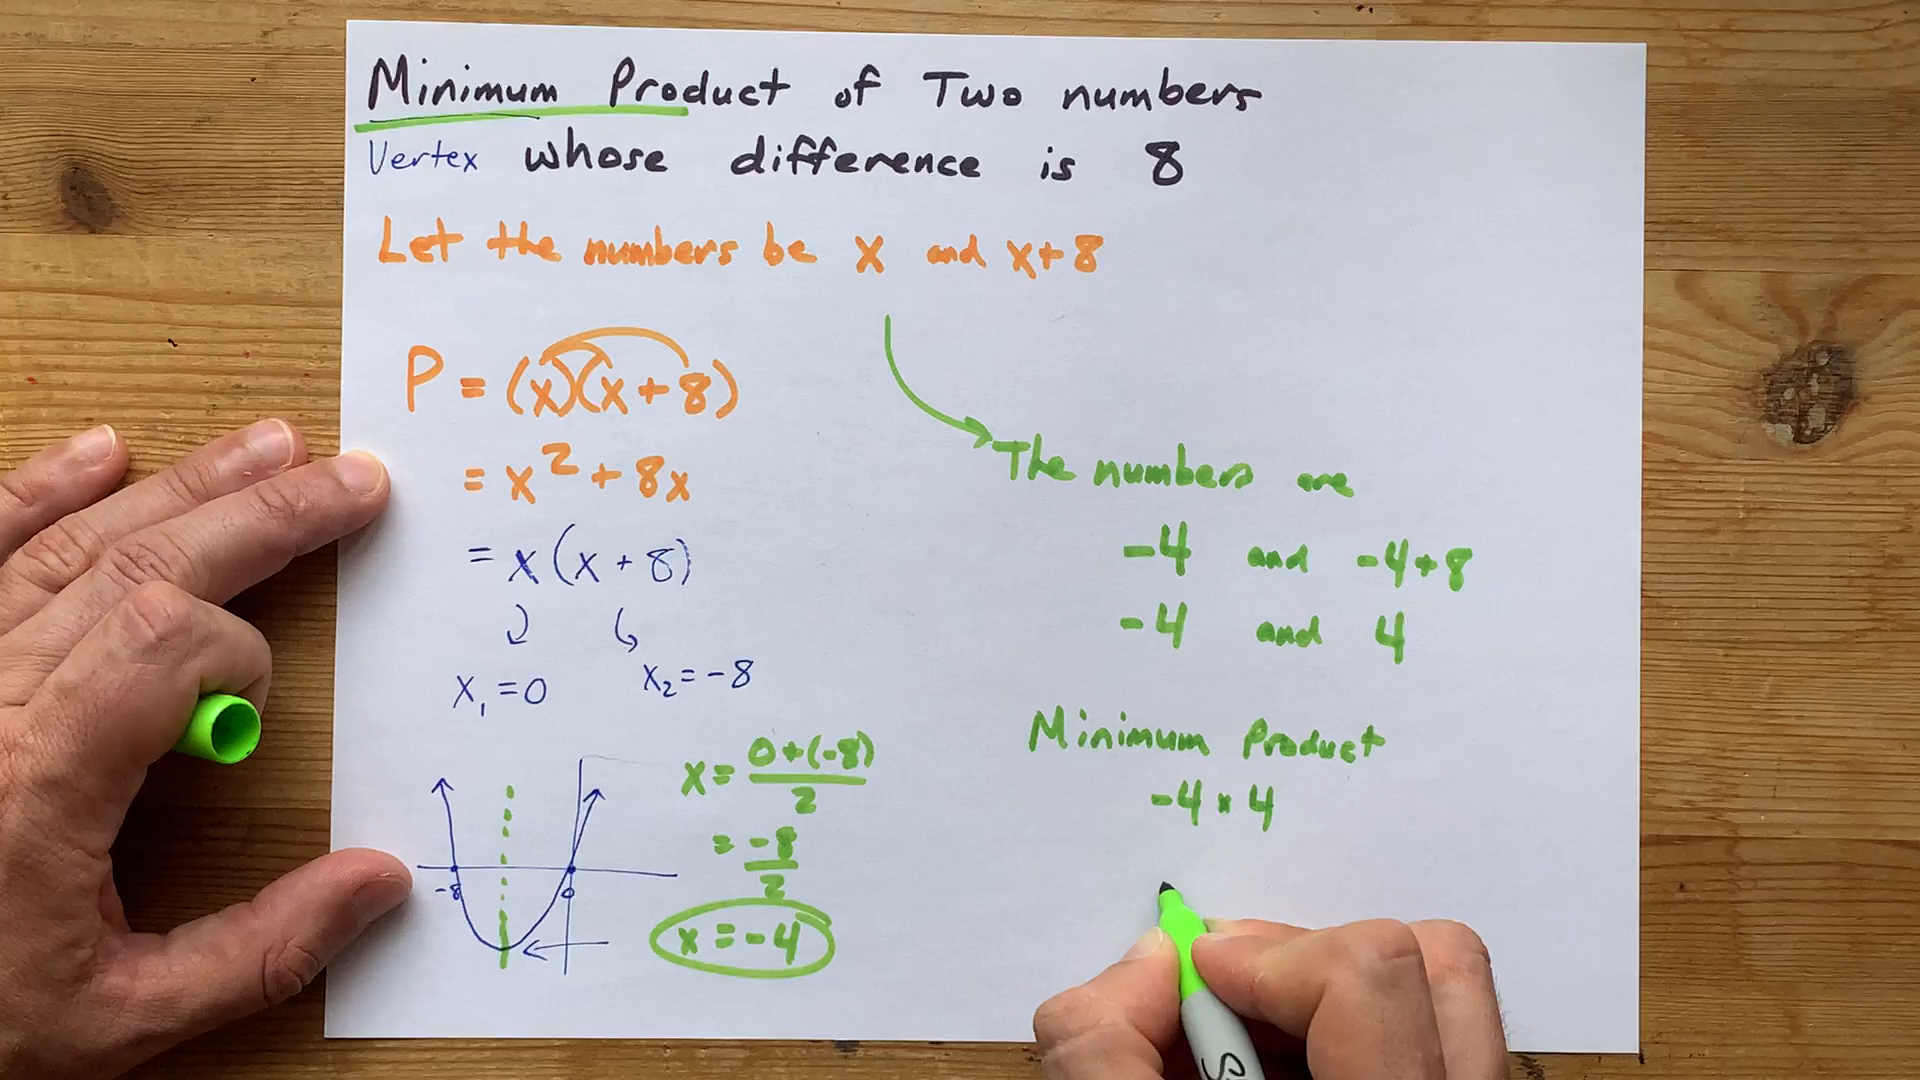 Minimum Product of Two numbers
Vertex whose difference is 8
Let the numbers be x and x+8
P = (x)(x + 8)
= x² + 8x
= x(x + 8)
x₁ = 0 x₂ = -8
-8 0
x = 0+(-8)/2
= -8/2
x = -4
The numbers are
-4 and -4+8
-4 and 4
Minimum Product
-4 × 4